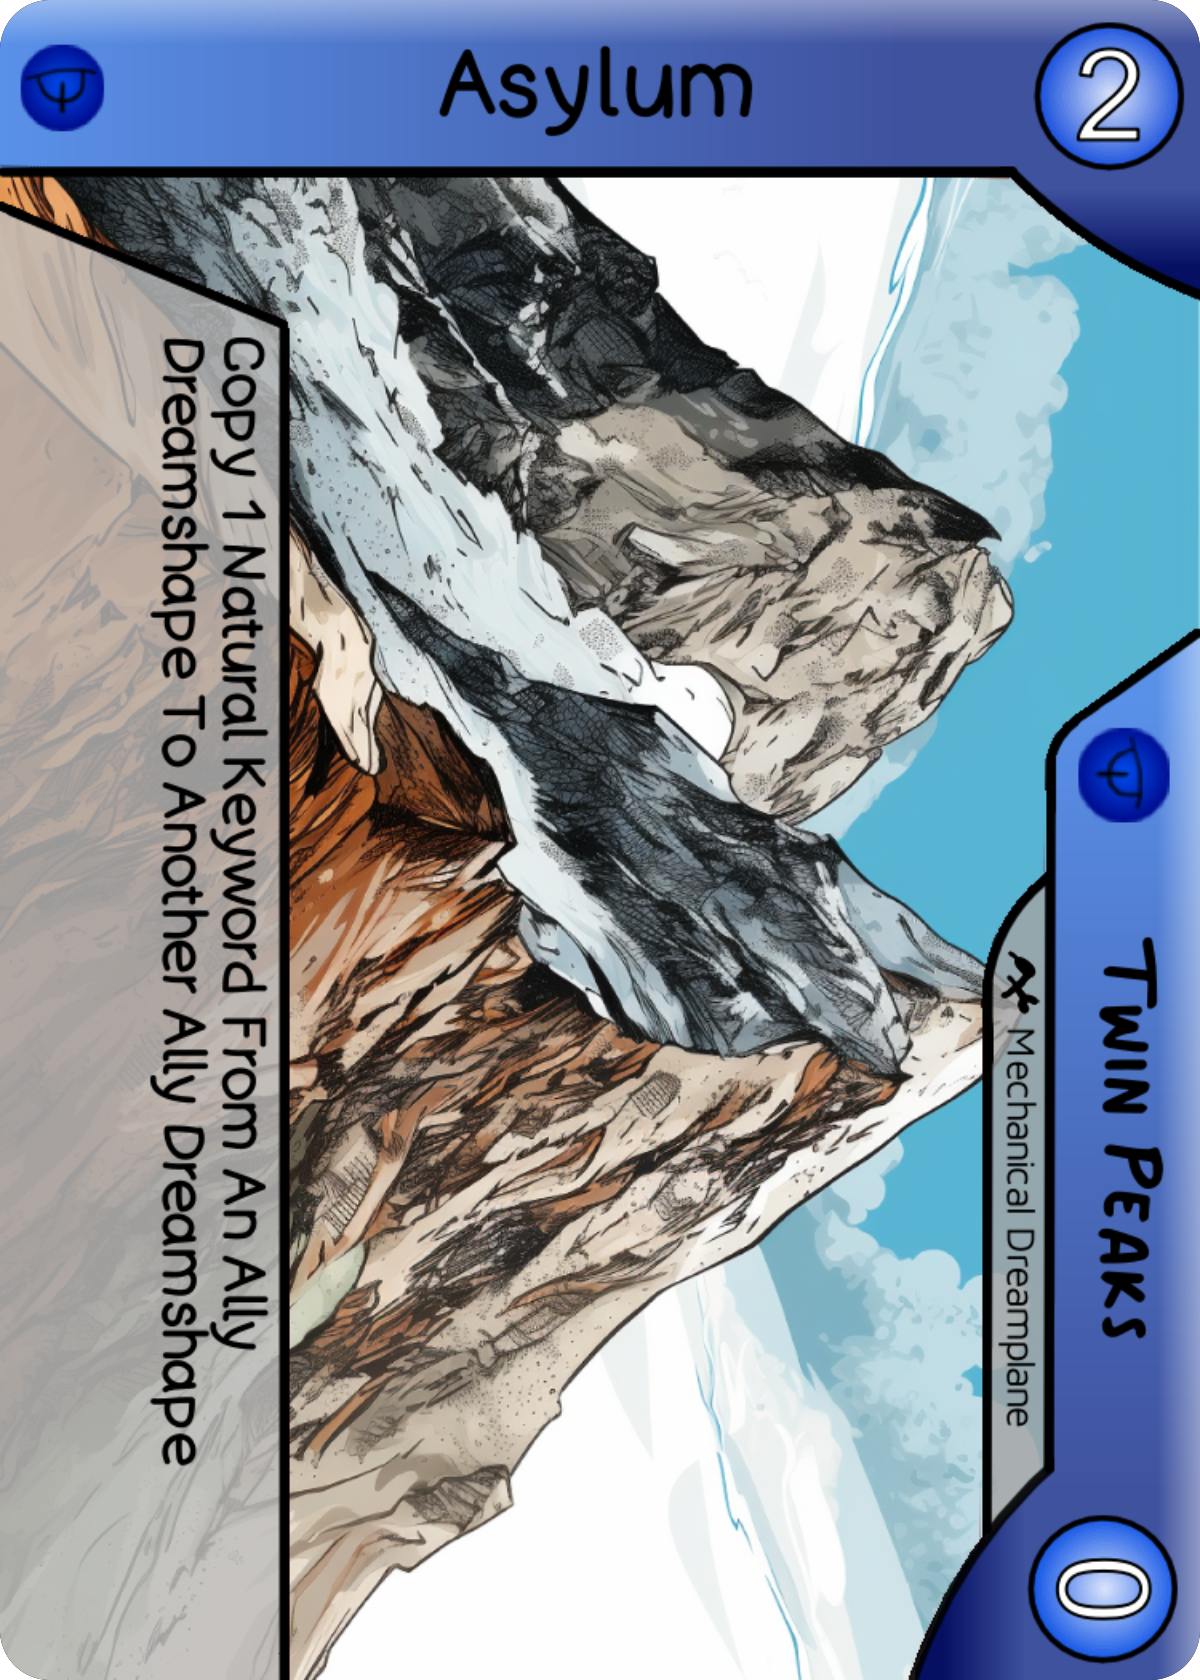 Asylum
2
Twin Peaks
0
Mechanical Dreamplane
Copy 1 Natural Keyword From An Ally
Dreamshape To Another Ally Dreamshape